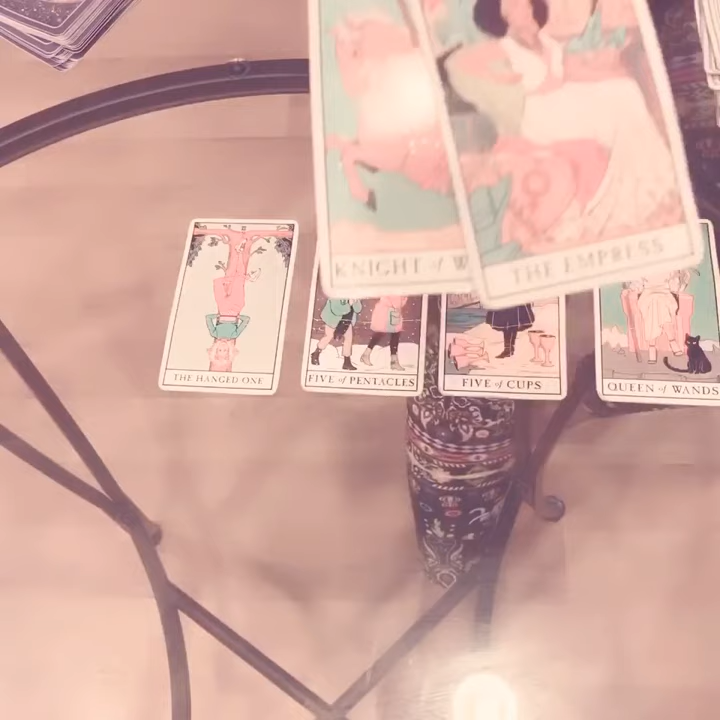 KNIGHT of W
THE EMPRESS
THE HANGED ONE
FIVE of PENTACLES
FIVE of CUPS
QUEEN of WANDS